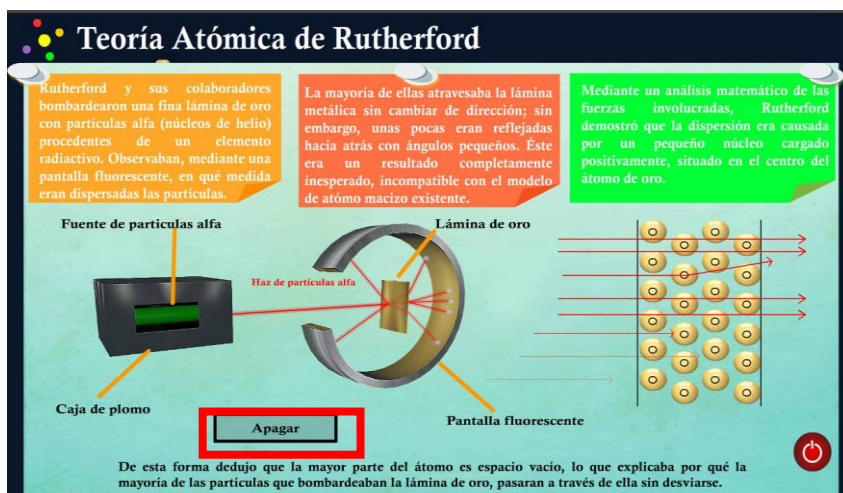 Teoría Atómica de Rutherford
Rutherford y sus colaboradores
bombardearon una fina lámina de oro
con partículas alfa (núcleos de helio)
procedentes de un elemento
radiactivo. Observaban, mediante una
pantalla fluorescente, en qué medida
eran dispersadas las partículas.
La mayoría de ellas atravesaba la lámina
metálica sin cambiar de dirección; sin
embargo, unas pocas eran reflejadas
hacia atrás con ángulos pequeños. Éste
era un resultado completamente
inesperado, incompatible con el modelo
de atómo macizo existente.
Mediante un análisis matemático de las
fuerzas involucradas, Rutherford
demostró que la dispersión era causada
por un pequeño núcleo cargado
positivamente, situado en el centro del
átomo de oro.
Fuente de particulas alfa
Lámina de oro
Haz de partículas alfa
Caja de plomo
Pantalla fluorescente
Apagar
De esta forma dedujo que la mayor parte del átomo es espacio vacío, lo que explicaba por qué la
mayoría de las partículas que bombardeaban la lámina de oro, pasaran a través de ella sin desviarse.